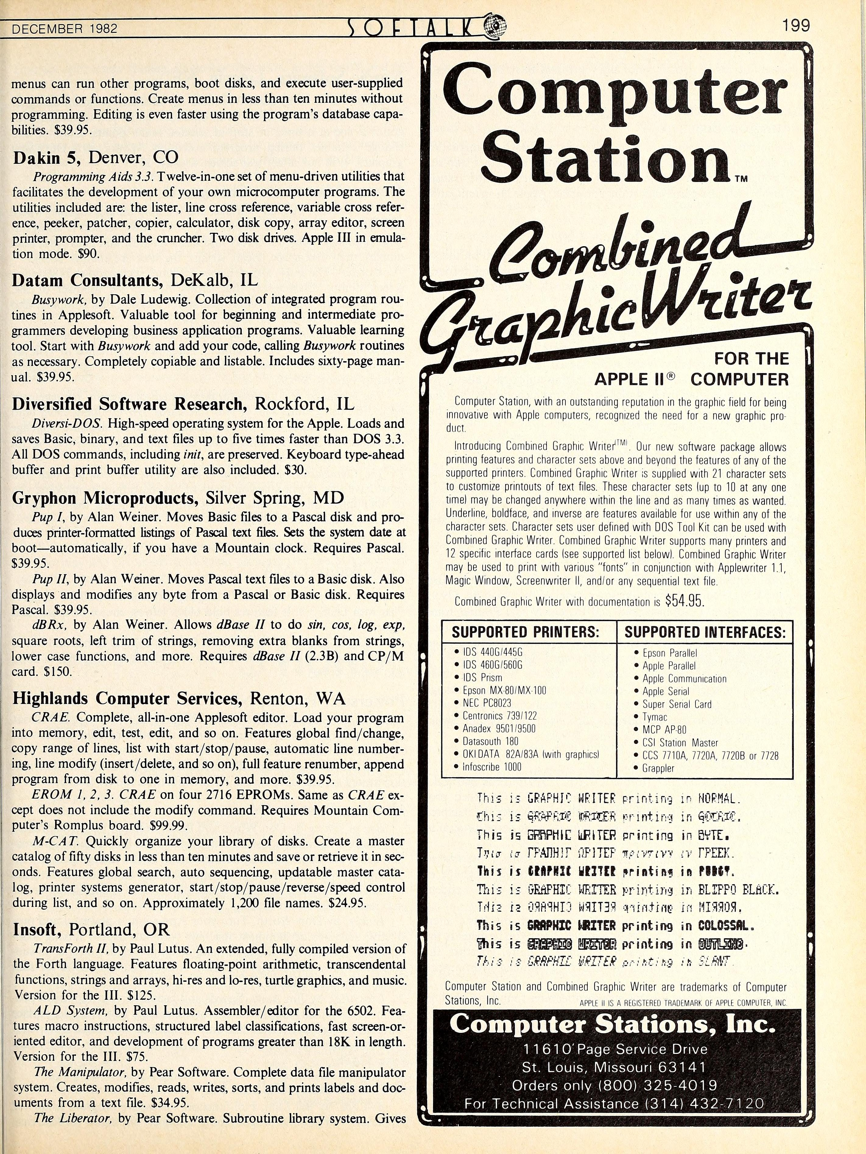 DECEMBER 1982
SOFTALK
199
menus can run other programs, boot disks, and execute user-supplied
commands or functions. Create menus in less than ten minutes without
programming. Editing is even faster using the program's database capa-
bilities. $39.95.
Dakin 5, Denver, CO
Programming Aids 3.3. Twelve-in-one set of menu-driven utilities that
facilitates the development of your own microcomputer programs. The
utilities included are: the lister, line cross reference, variable cross refer-
ence, peeker, patcher, copier, calculator, disk copy, array editor, screen
printer, prompter, and the cruncher. Two disk drives. Apple III in emula-
tion mode. $90.
Datam Consultants, DeKalb, IL
Busywork, by Dale Ludewig. Collection of integrated program rou-
tines in Applesoft. Valuable tool for beginning and intermediate pro-
grammers developing business application programs. Valuable learning
tool. Start with Busywork and add your code, calling Busywork routines
as necessary. Completely copiable and listable. Includes sixty-page man-
ual. $39.95.
Diversified Software Research, Rockford, IL
Diversi-DOS. High-speed operating system for the Apple. Loads and
saves Basic, binary, and text files up to five times faster than DOS 3.3.
All DOS commands, including init, are preserved. Keyboard type-ahead
buffer and print buffer utility are also included. $30.
Gryphon Microproducts, Silver Spring, MD
Pup I, by Alan Weiner. Moves Basic files to a Pascal disk and pro-
duces printer-formatted listings of Pascal text files. Sets the system date at
boot—automatically, if you have a Mountain clock. Requires Pascal.
$39.95.
Pup II, by Alan Weiner. Moves Pascal text files to a Basic disk. Also
displays and modifies any byte from a Pascal or Basic disk. Requires
Pascal. $39.95.
dBRx, by Alan Weiner. Allows dBase II to do sin, cos, log, exp,
square roots, left trim of strings, removing extra blanks from strings,
lower case functions, and more. Requires dBase II (2.3B) and CP/M
card. $150.
Highlands Computer Services, Renton, WA
CRAE. Complete, all-in-one Applesoft editor. Load your program
into memory, edit, test, edit, and so on. Features global find/change,
copy range of lines, list with start/stop/pause, automatic line number-
ing, line modify (insert/delete, and so on), full feature renumber, append
program from disk to one in memory, and more. $39.95.
EROM 1, 2, 3. CRAE on four 2716 EPROMs. Same as CRAE ex-
cept does not include the modify command. Requires Mountain Com-
puter's Romplus board. $99.99.
M-CAT. Quickly organize your library of disks. Create a master
catalog of fifty disks in less than ten minutes and save or retrieve it in sec-
onds. Features global search, auto sequencing, updatable master cata-
log, printer systems generator, start/stop/pause/reverse/speed control
during list, and so on. Approximately 1,200 file names. $24.95.
Insoft, Portland, OR
TransForth II, by Paul Lutus. An extended, fully compiled version of
the Forth language. Features floating-point arithmetic, transcendental
functions, strings and arrays, hi-res and lo-res, turtle graphics, and music.
Version for the III. $125.
ALD System, by Paul Lutus. Assembler/editor for the 6502. Fea-
tures macro instructions, structured label classifications, fast screen-or-
iented editor, and development of programs greater than 18K in length.
Version for the III. $75.
The Manipulator, by Pear Software. Complete data file manipulator
system. Creates, modifies, reads, writes, sorts, and prints labels and doc-
uments from a text file. $34.95.
The Liberator, by Pear Software. Subroutine library system. Gives
Computer
Station™
Combined
GraphicWriter
FOR THE
APPLE II® COMPUTER
Computer Station, with an outstanding reputation in the graphic field for being
innovative with Apple computers, recognized the need for a new graphic pro-
duct.
Introducing Combined Graphic Writer(TM). Our new software package allows
printing features and character sets above and beyond the features of any of the
supported printers. Combined Graphic Writer is supplied with 21 character sets
to customize printouts of text files. These character sets (up to 10 at any one
time) may be changed anywhere within the line and as many times as wanted.
Underline, boldface, and inverse are features available for use within any of the
character sets. Character sets user defined with DOS Tool Kit can be used with
Combined Graphic Writer. Combined Graphic Writer supports many printers and
12 specific interface cards (see supported list below). Combined Graphic Writer
may be used to print with various "fonts" in conjunction with Applewriter 1.1,
Magic Window, Screenwriter II, and/or any sequential text file.
Combined Graphic Writer with documentation is $54.95.
SUPPORTED PRINTERS:
• IDS 440G/445G
• IDS 460G/560G
• IDS Prism
• Epson MX-80/MX-100
• NEC PC8023
• Centronics 739/122
• Anadex 9501/9500
• Datasouth 180
• OKIDATA 82A/83A (with graphics)
• Infoscribe 1000
SUPPORTED INTERFACES:
• Epson Parallel
• Apple Parallel
• Apple Communication
• Apple Serial
• Super Serial Card
• Tymac
• MCP AP-80
• CSI Station Master
• CCS 7710A, 7720A, 7720B or 7728
• Grappler
This is GRAPHIC WRITER printing in NORMAL.
This is GRAPHIC WRITER printing in GOTHIC.
This is GRAPHIC WRITER printing in BYTE.
This is GRAPHIC WRITER printing in PUDGY.
This is GRAPHIC WRITER printing in BLIPPO BLACK.
This is GRAPHIC WRITER printing in MIRROR.
This is GRAPHIC WRITER printing in COLOSSAL.
This is GRAPHIC WRITER printing in OUTLINE.
This is GRAPHIC WRITER printing in SLANT.
Computer Station and Combined Graphic Writer are trademarks of Computer
Stations, Inc.
APPLE II IS A REGISTERED TRADEMARK OF APPLE COMPUTER, INC.
Computer Stations, Inc.
11610 Page Service Drive
St. Louis, Missouri 63141
Orders only (800) 325-4019
For Technical Assistance (314) 432-7120